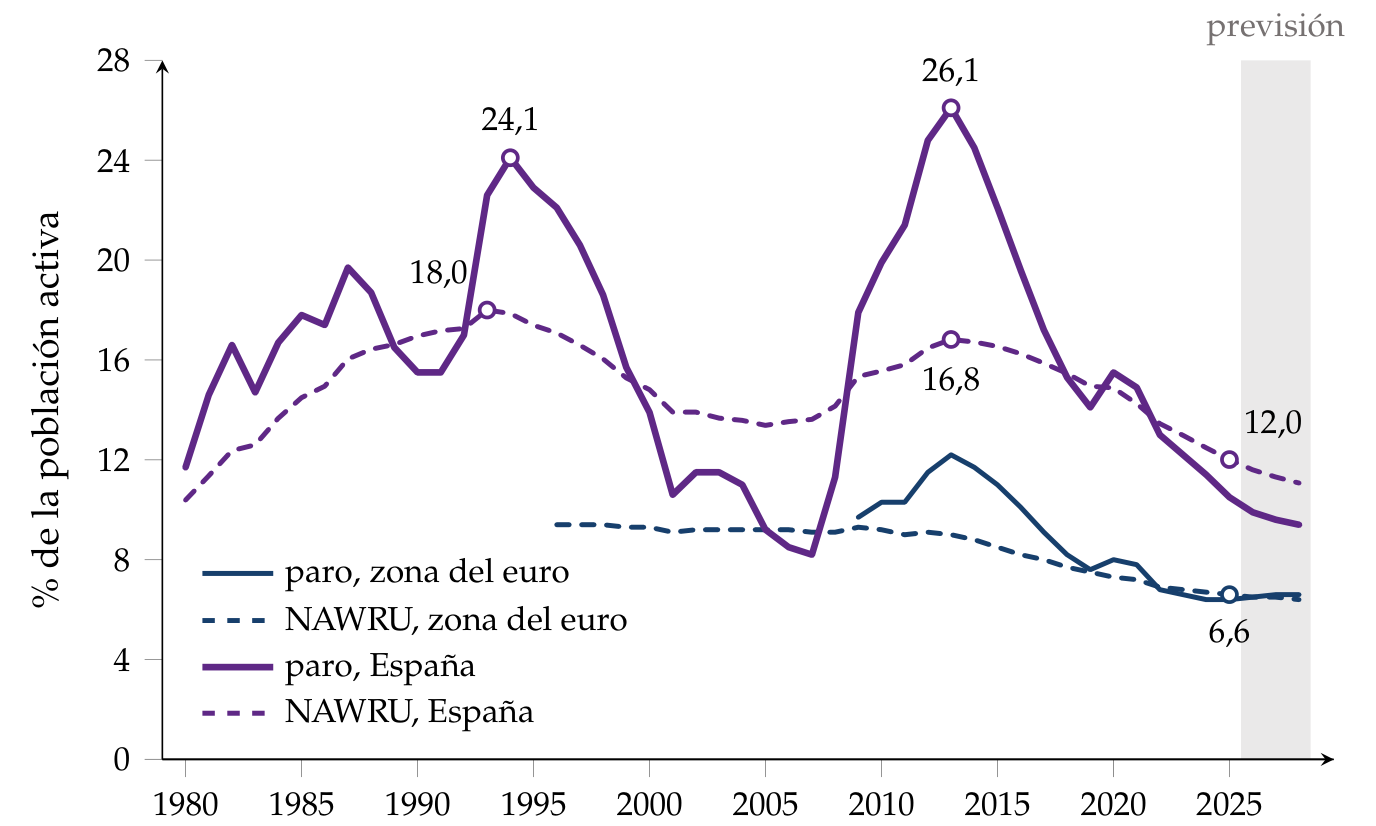 previsión
28
24
20
16
12
8
4
0
% de la población activa
26,1
24,1
18,0
16,8
12,0
6,6
paro, zona del euro
NAWRU, zona del euro
paro, España
NAWRU, España
1980 1985 1990 1995 2000 2005 2010 2015 2020 2025